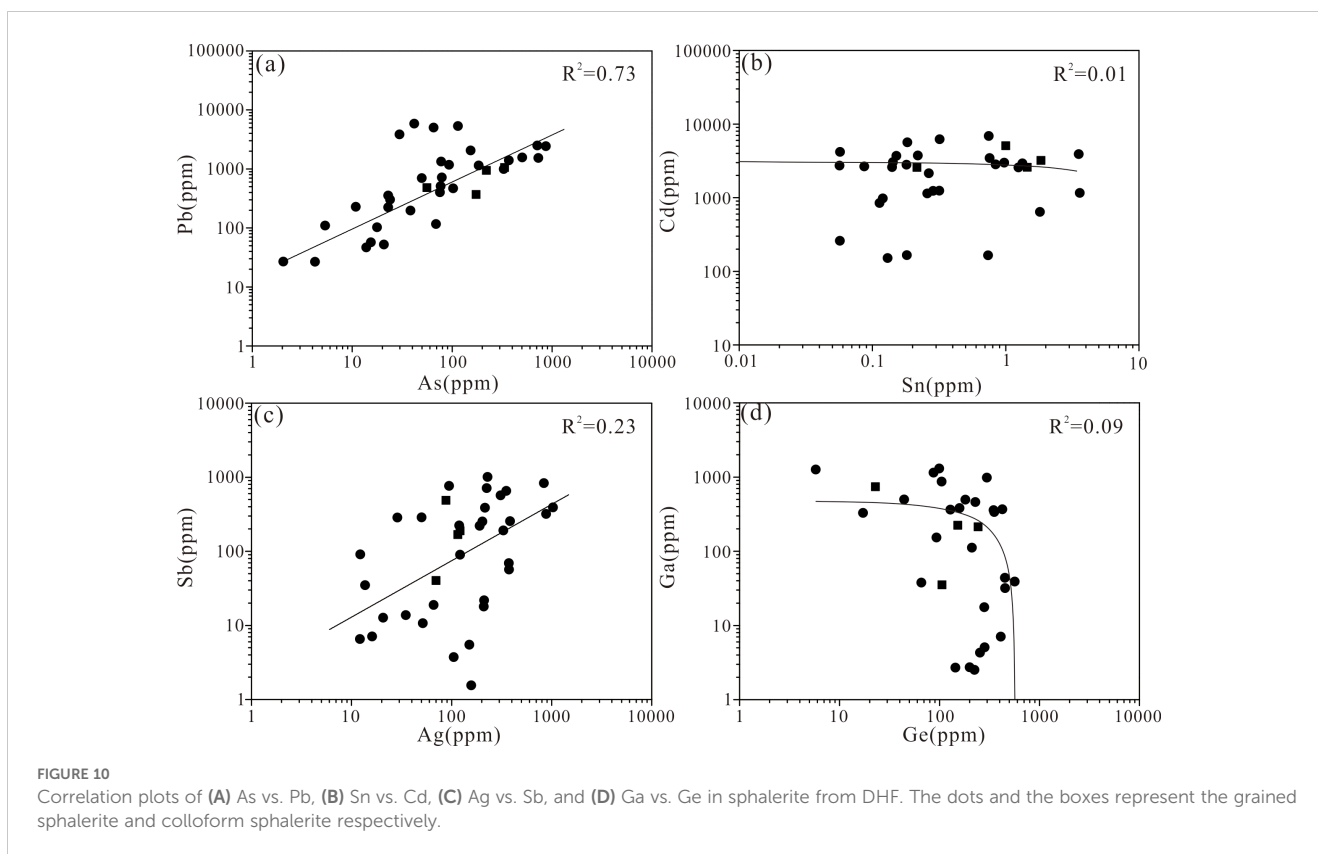 (a)
R²=0.73
100000
10000
1000
100
10
1
Pb(ppm)
1 10 100 1000 10000
As(ppm)
(b)
R²=0.01
100000
10000
1000
100
10
Cd(ppm)
0.01 0.1 1 10
Sn(ppm)
(c)
R²=0.23
10000
1000
100
10
1
Sb(ppm)
1 10 100 1000 10000
Ag(ppm)
(d)
R²=0.09
10000
1000
100
10
1
Ga(ppm)
1 10 100 1000 10000
Ge(ppm)
FIGURE 10
Correlation plots of (A) As vs. Pb, (B) Sn vs. Cd, (C) Ag vs. Sb, and (D) Ga vs. Ge in sphalerite from DHF. The dots and the boxes represent the grained
sphalerite and colloform sphalerite respectively.